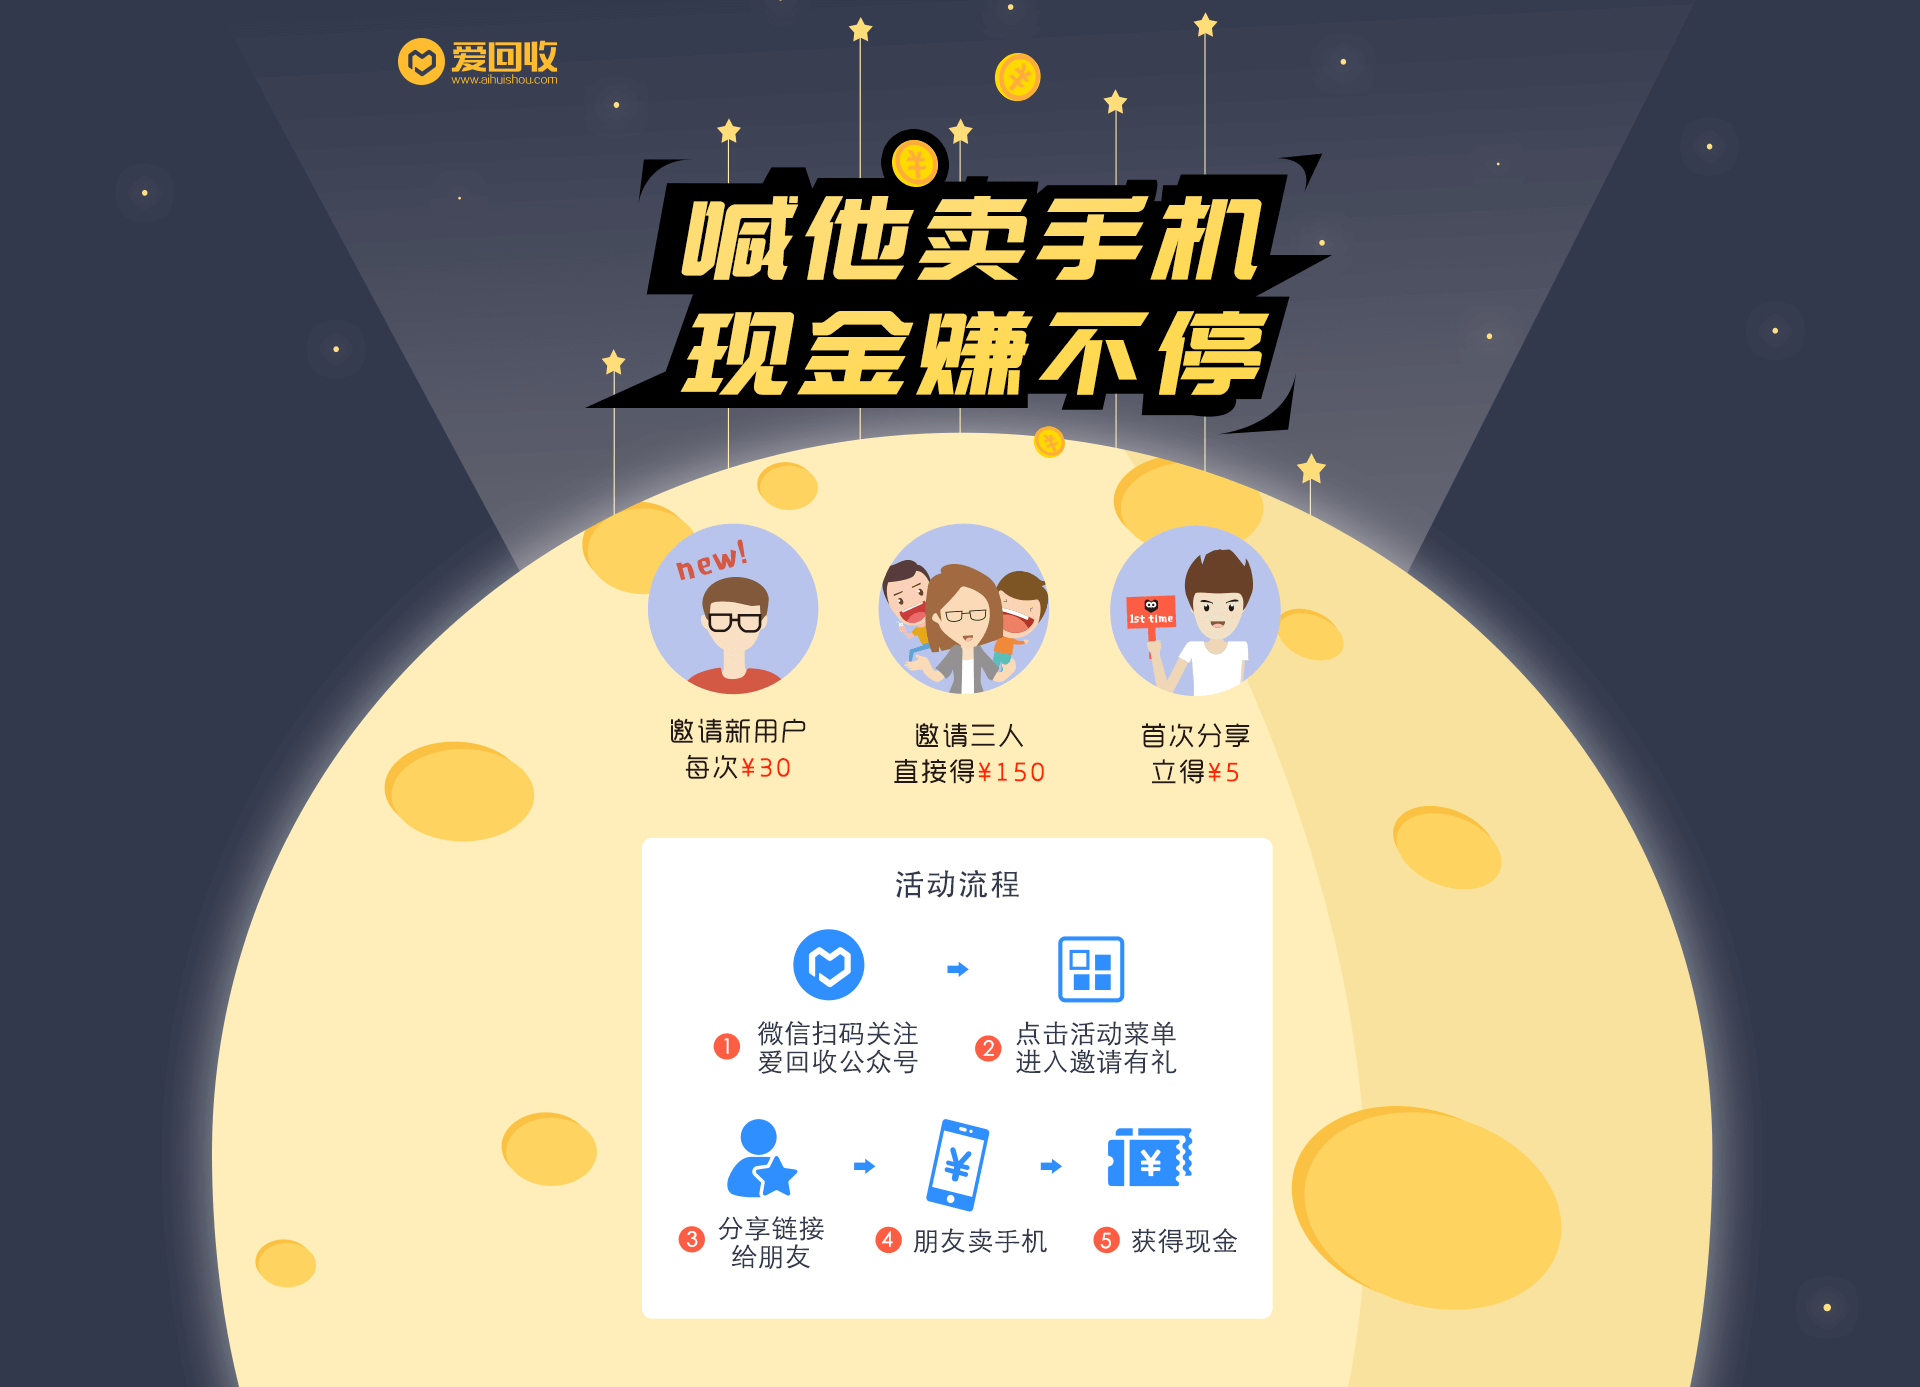 爱回收
www.aihuishou.com
喊他卖手机
现金赚不停
new!
1st time
邀请新用户
每次¥30
邀请三人
直接得¥150
首次分享
立得¥5
活动流程
1 微信扫码关注
爱回收公众号
2 点击活动菜单
进入邀请有礼
3 分享链接
给朋友
4 朋友卖手机
5 获得现金